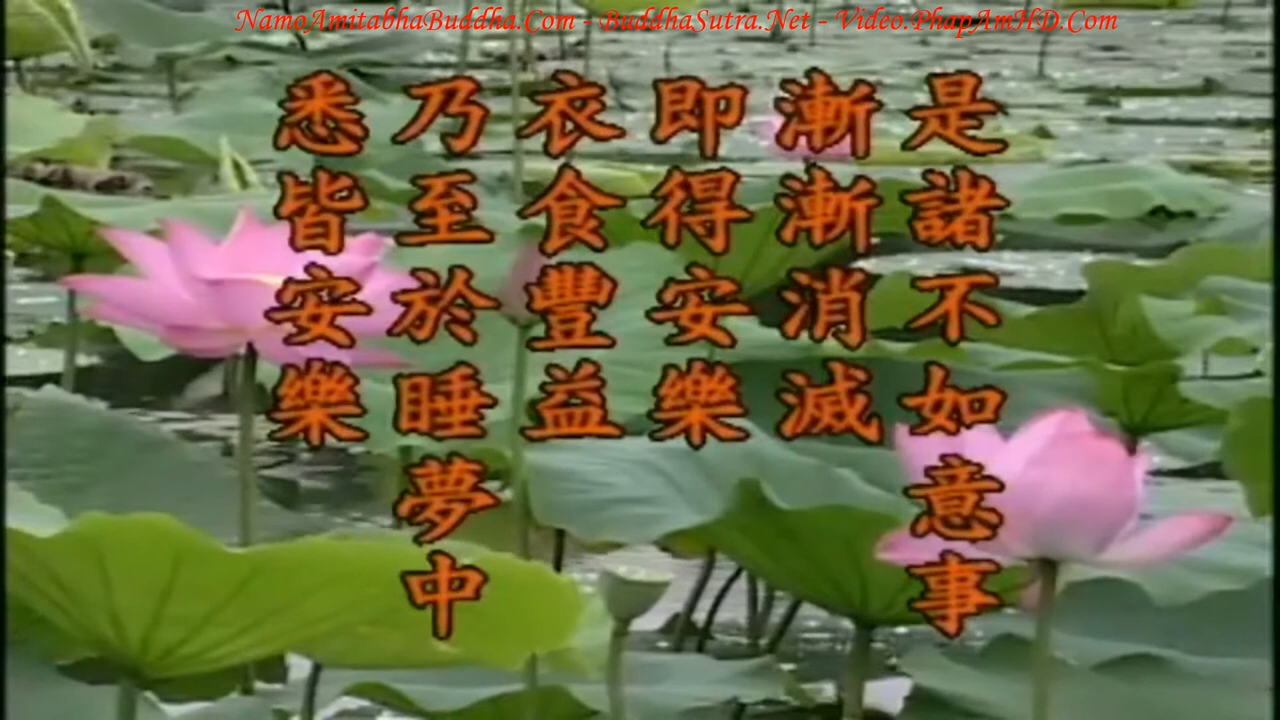 NamoAmitabhaBuddha.Com - BuddhaSutra.Net - Video.PhapAmHD.Com
是諸不如意事
漸漸消滅
即得安樂
衣食豐益
乃至於睡夢中
悉皆安樂